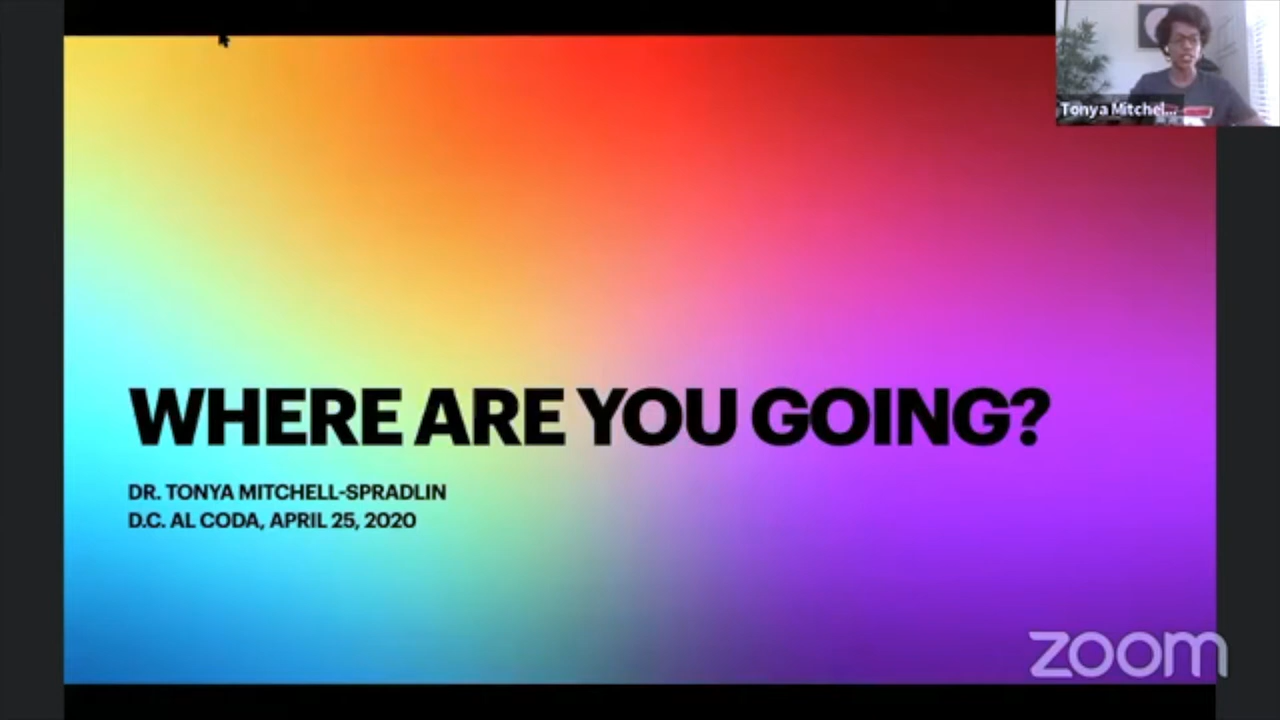 Tonya Mitchel...
WHERE ARE YOU GOING?
DR. TONYA MITCHELL-SPRADLIN
D.C. AL CODA, APRIL 25, 2020
zoom